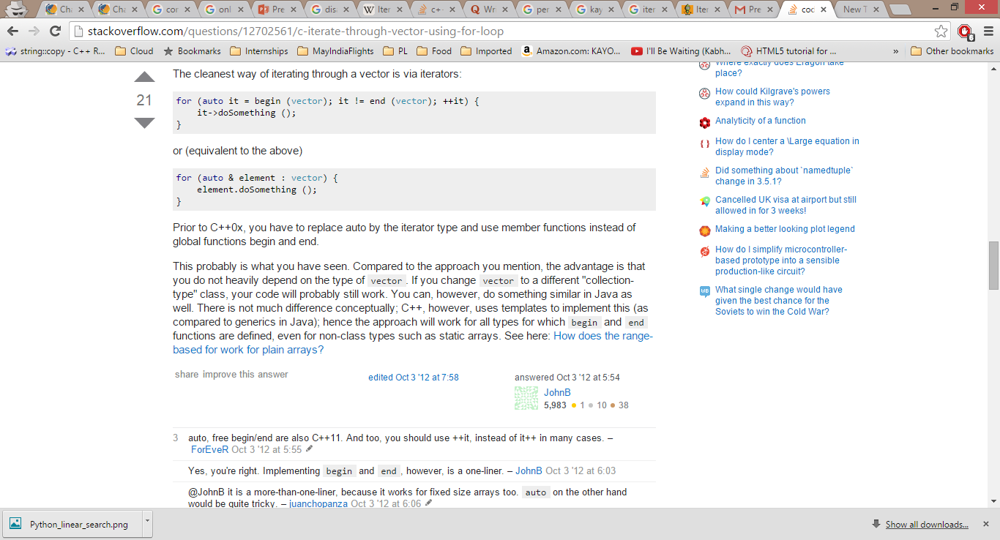 Cha
Cha
cor
onl
Pre
disa
Iter
c+
Wr
per
kay
iter
Iter
Pre
coc
New T
stackoverflow.com/questions/12702561/c-iterate-through-vector-using-for-loop
6
string::copy - C++ R...
Cloud
Bookmarks
Internships
MayIndiaFlights
PL
Food
Imported
Amazon.com: KAYO...
I'll Be Waiting (Kabh...
HTML5 tutorial for ...
»
Other bookmarks
The cleanest way of iterating through a vector is via iterators:
21
for (auto it = begin (vector); it != end (vector); ++it) {
it->doSomething ();
}
or (equivalent to the above)
for (auto & element : vector) {
element.doSomething ();
}
Prior to C++0x, you have to replace auto by the iterator type and use member functions instead of
global functions begin and end.
This probably is what you have seen. Compared to the approach you mention, the advantage is that
you do not heavily depend on the type of vector. If you change vector to a different "collection-
type" class, your code will probably still work. You can, however, do something similar in Java as
well. There is not much difference conceptually; C++, however, uses templates to implement this (as
compared to generics in Java); hence the approach will work for all types for which begin and end
functions are defined, even for non-class types such as static arrays. See here: How does the range-
based for work for plain arrays?
share improve this answer
edited Oct 3 '12 at 7:58
answered Oct 3 '12 at 5:54
JohnB
5,983 ● 1 ● 10 ● 38
3 auto, free begin/end are also C++11. And too, you should use ++it, instead of it++ in many cases. –
ForEveR Oct 3 '12 at 5:55
Yes, you're right. Implementing begin and end, however, is a one-liner. – JohnB Oct 3 '12 at 6:03
@JohnB it is a more-than-one-liner, because it works for fixed size arrays too. auto on the other hand
would be quite tricky. – juanchopanza Oct 3 '12 at 6:06
Where exactly does Eragon take
place?
How could Kilgrave's powers
expand in this way?
Analyticity of a function
How do I center a \Large equation in
display mode?
Did something about `namedtuple`
change in 3.5.1?
Cancelled UK visa at airport but still
allowed in for 3 weeks!
Making a better looking plot legend
How do I simplify microcontroller-
based prototype into a sensible
production-like circuit?
WB
What single change would have
given the best chance for the
Soviets to win the Cold War?
Python_linear_search.png
Show all downloads...